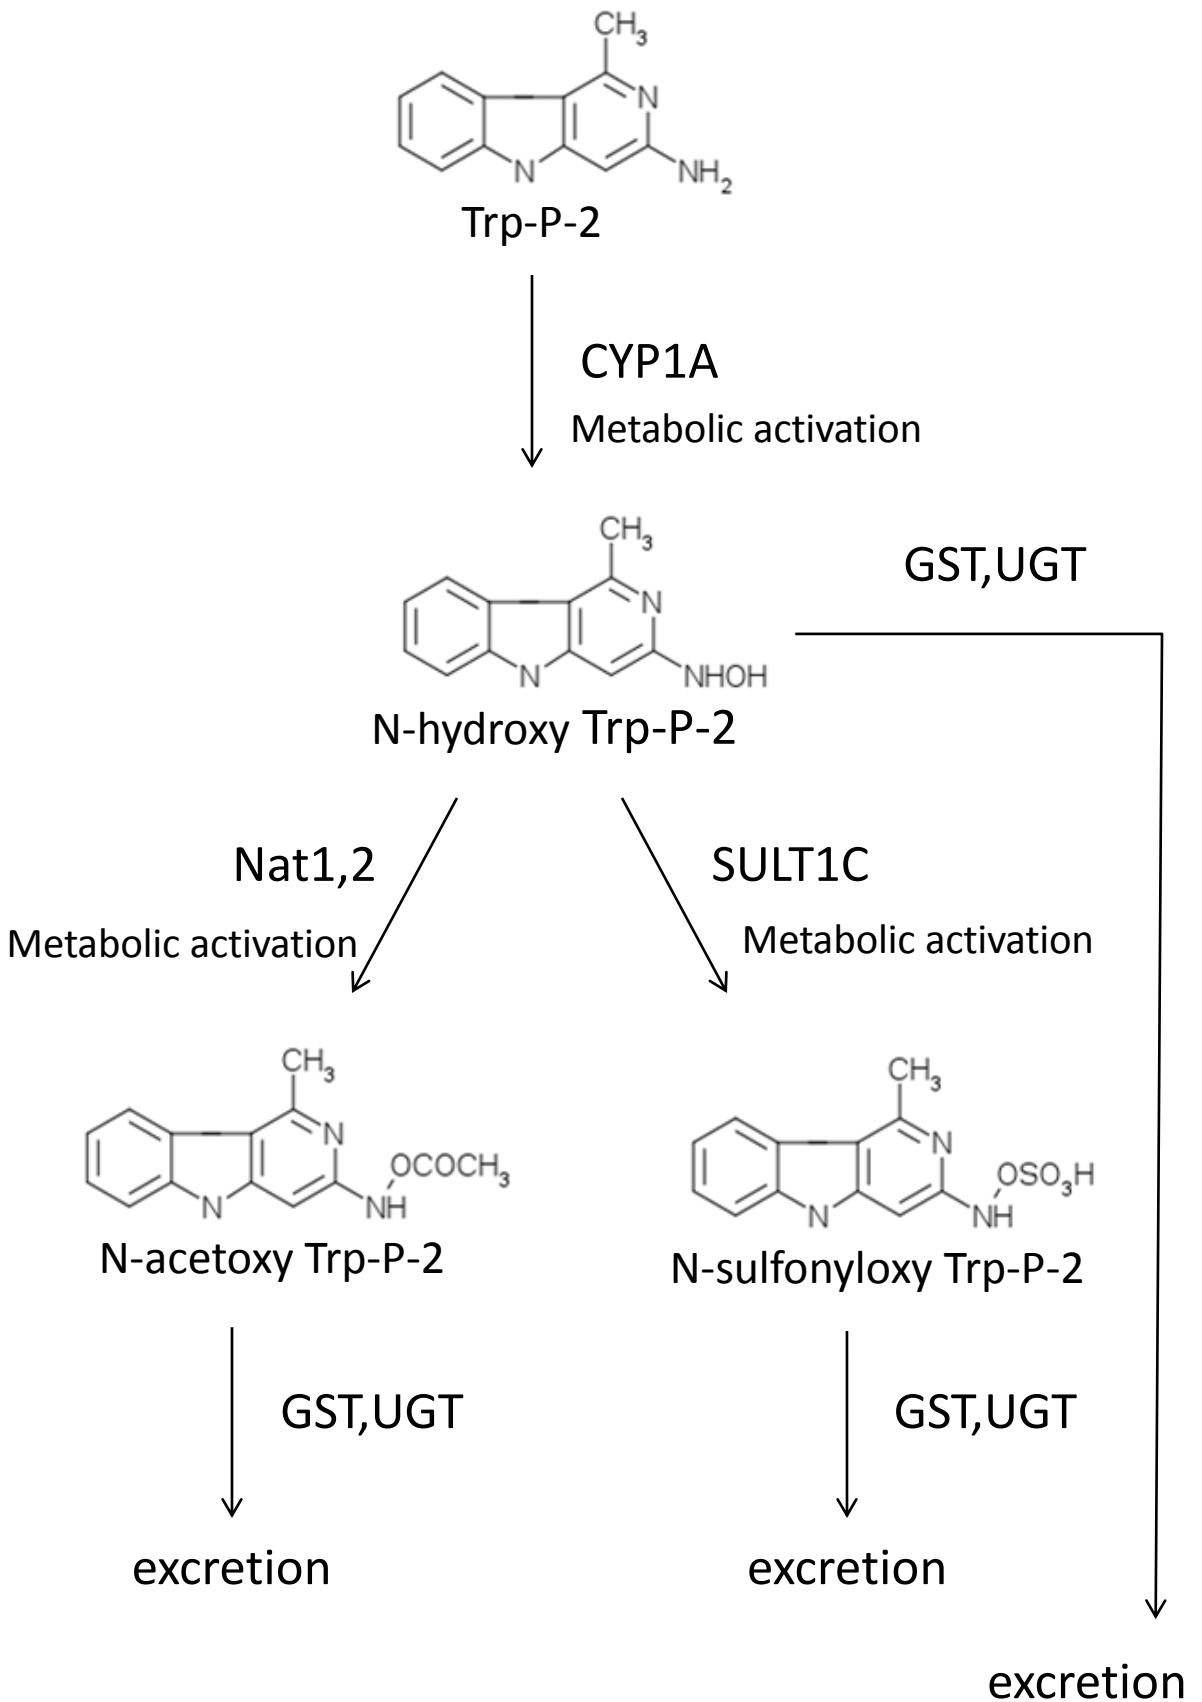 CH3
N
N
NH2
Trp-P-2
CYP1A
Metabolic activation
CH3
GST,UGT
N
N
NHOH
N-hydroxy Trp-P-2
Nat1,2
SULT1C
Metabolic activation
Metabolic activation
CH3
N
OCOCH3
N
NH
N-acetoxy Trp-P-2
CH3
N
OSO3H
N
NH
N-sulfonyloxy Trp-P-2
GST,UGT
GST,UGT
excretion
excretion
excretion